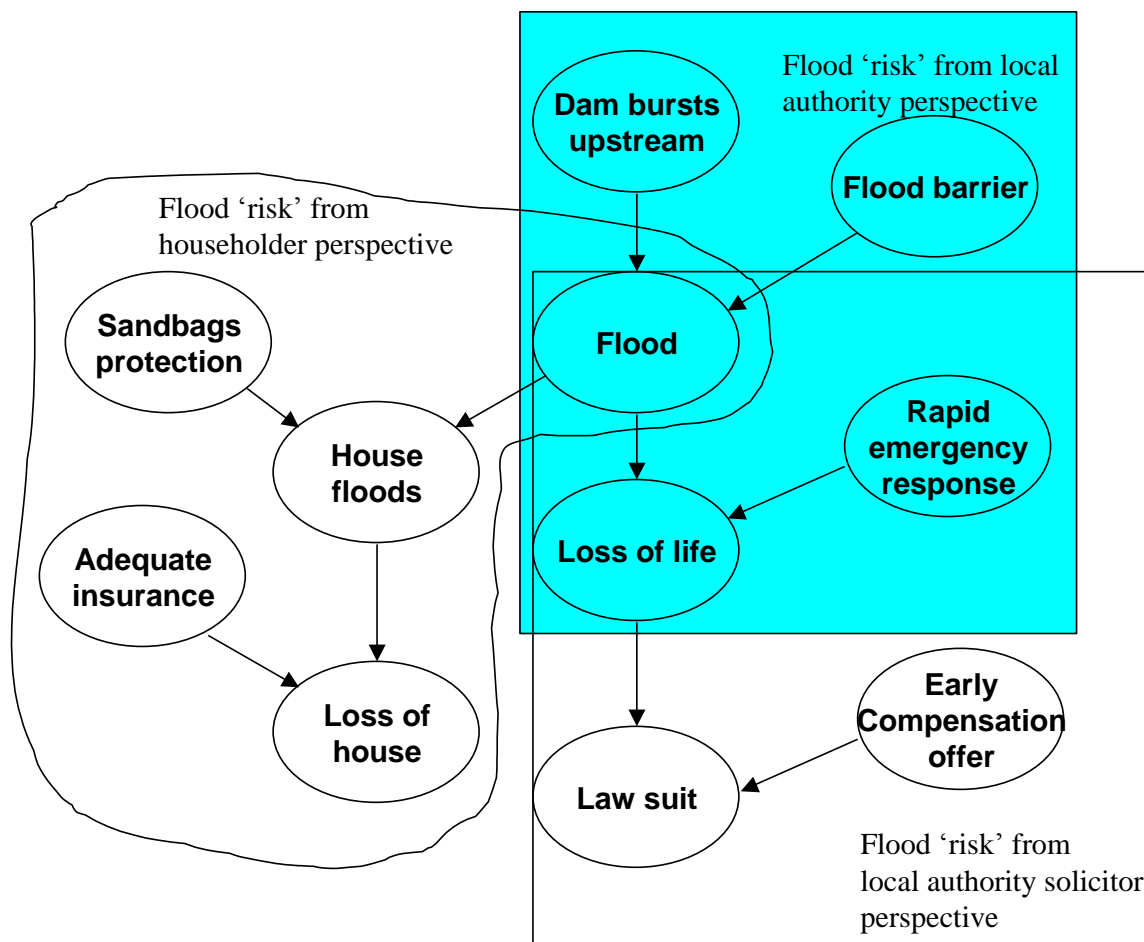 Flood ‘risk’ from local
authority perspective
Dam bursts
upstream
Flood barrier
Flood ‘risk’ from
householder perspective
Sandbags
protection
Flood
House
floods
Rapid
emergency
response
Adequate
insurance
Loss of life
Loss of
house
Early
Compensation
offer
Law suit
Flood ‘risk’ from
local authority solicitor
perspective